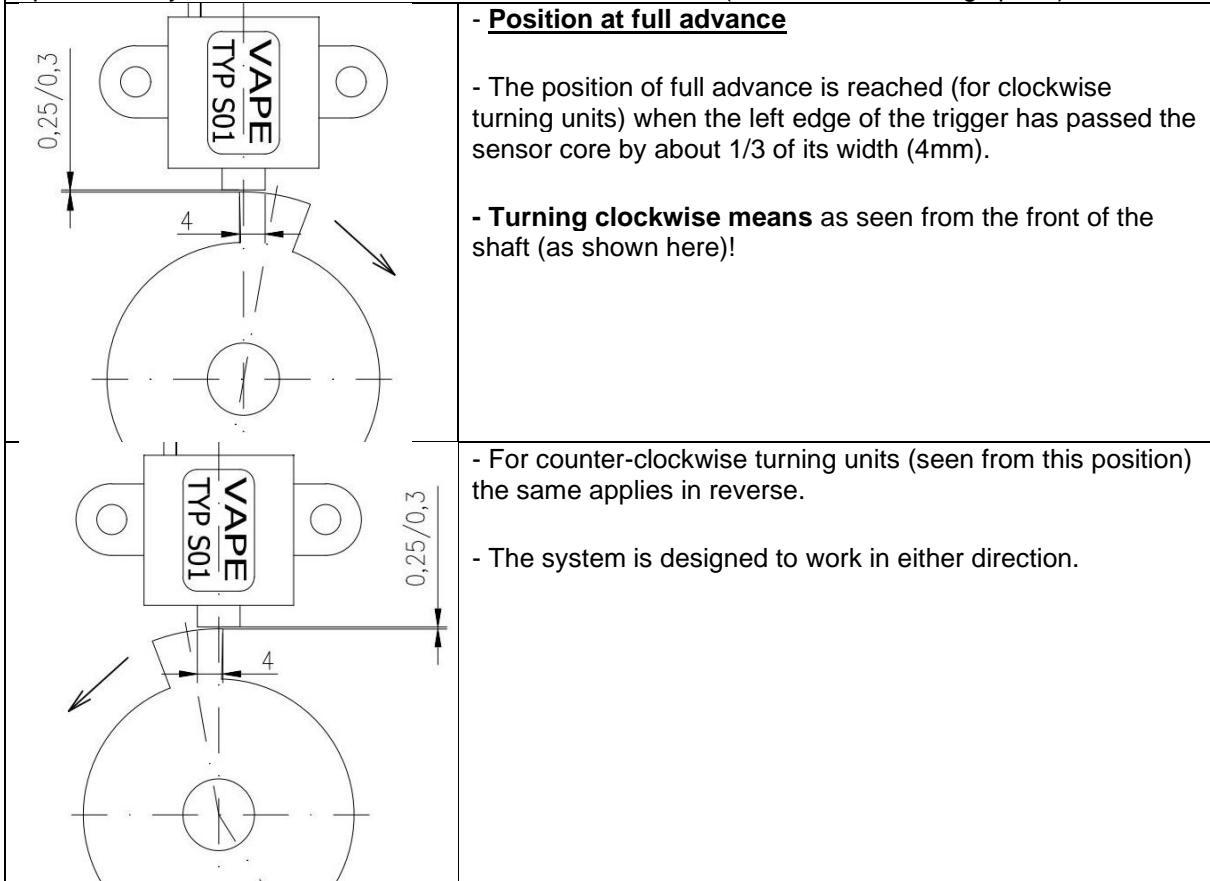 - Position at full advance
0,25/0,3
VAPE
TYP S01
4
- The position of full advance is reached (for clockwise
turning units) when the left edge of the trigger has passed the
sensor core by about 1/3 of its width (4mm).
- Turning clockwise means as seen from the front of the
shaft (as shown here)!
VAPE
TYP S01
0,25/0,3
4
- For counter-clockwise turning units (seen from this position)
the same applies in reverse.
- The system is designed to work in either direction.